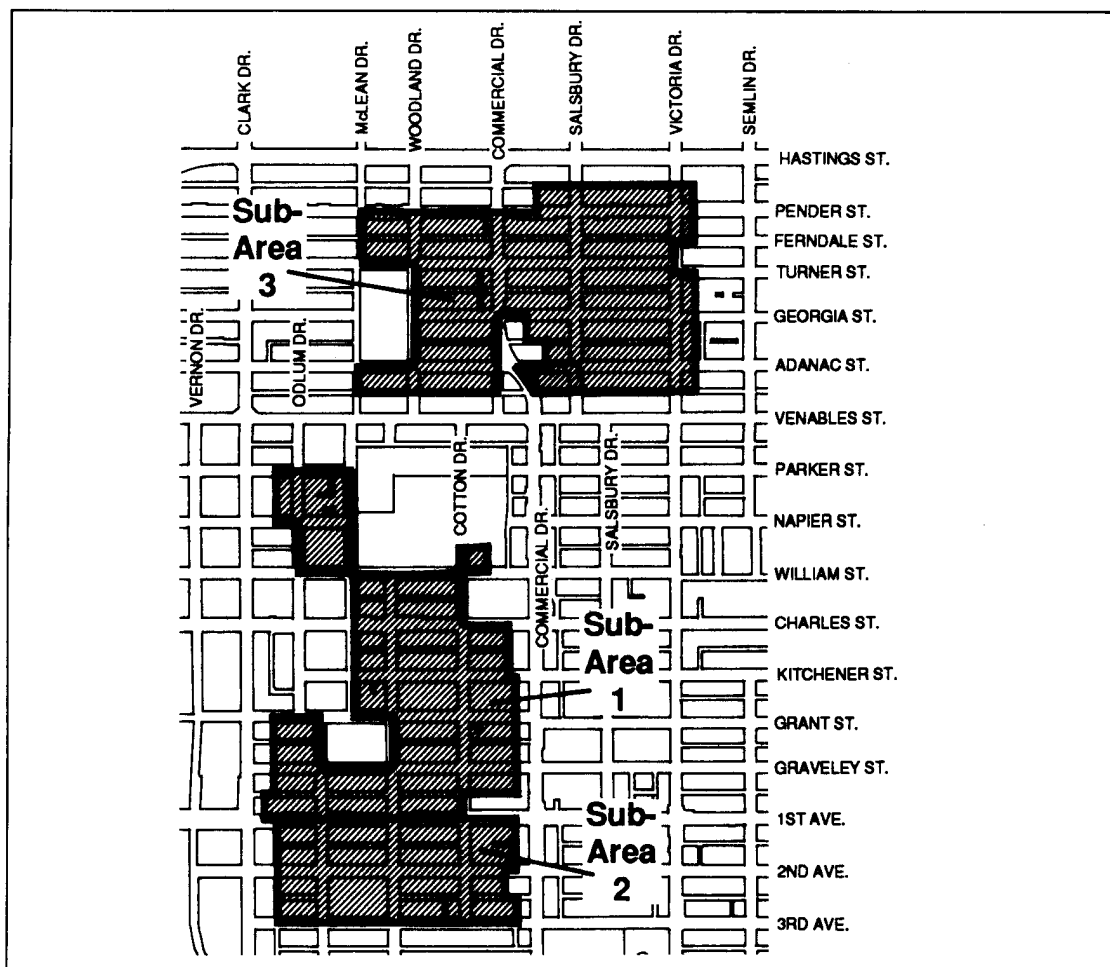 CLARK DR.
McLEAN DR.
WOODLAND DR.
COMMERCIAL DR.
SALSBURY DR.
VICTORIA DR.
SEMLIN DR.
HASTINGS ST.
Sub-
Area
3
PENDER ST.
FERNDALE ST.
TURNER ST.
GEORGIA ST.
ADANAC ST.
VERNON DR.
ODLUM DR.
VENABLES ST.
COTTON DR.
COMMERCIAL DR.
SALSBURY DR.
PARKER ST.
NAPIER ST.
WILLIAM ST.
CHARLES ST.
Sub-
Area
1
KITCHENER ST.
GRANT ST.
GRAVELEY ST.
Sub-
Area
2
1ST AVE.
2ND AVE.
3RD AVE.